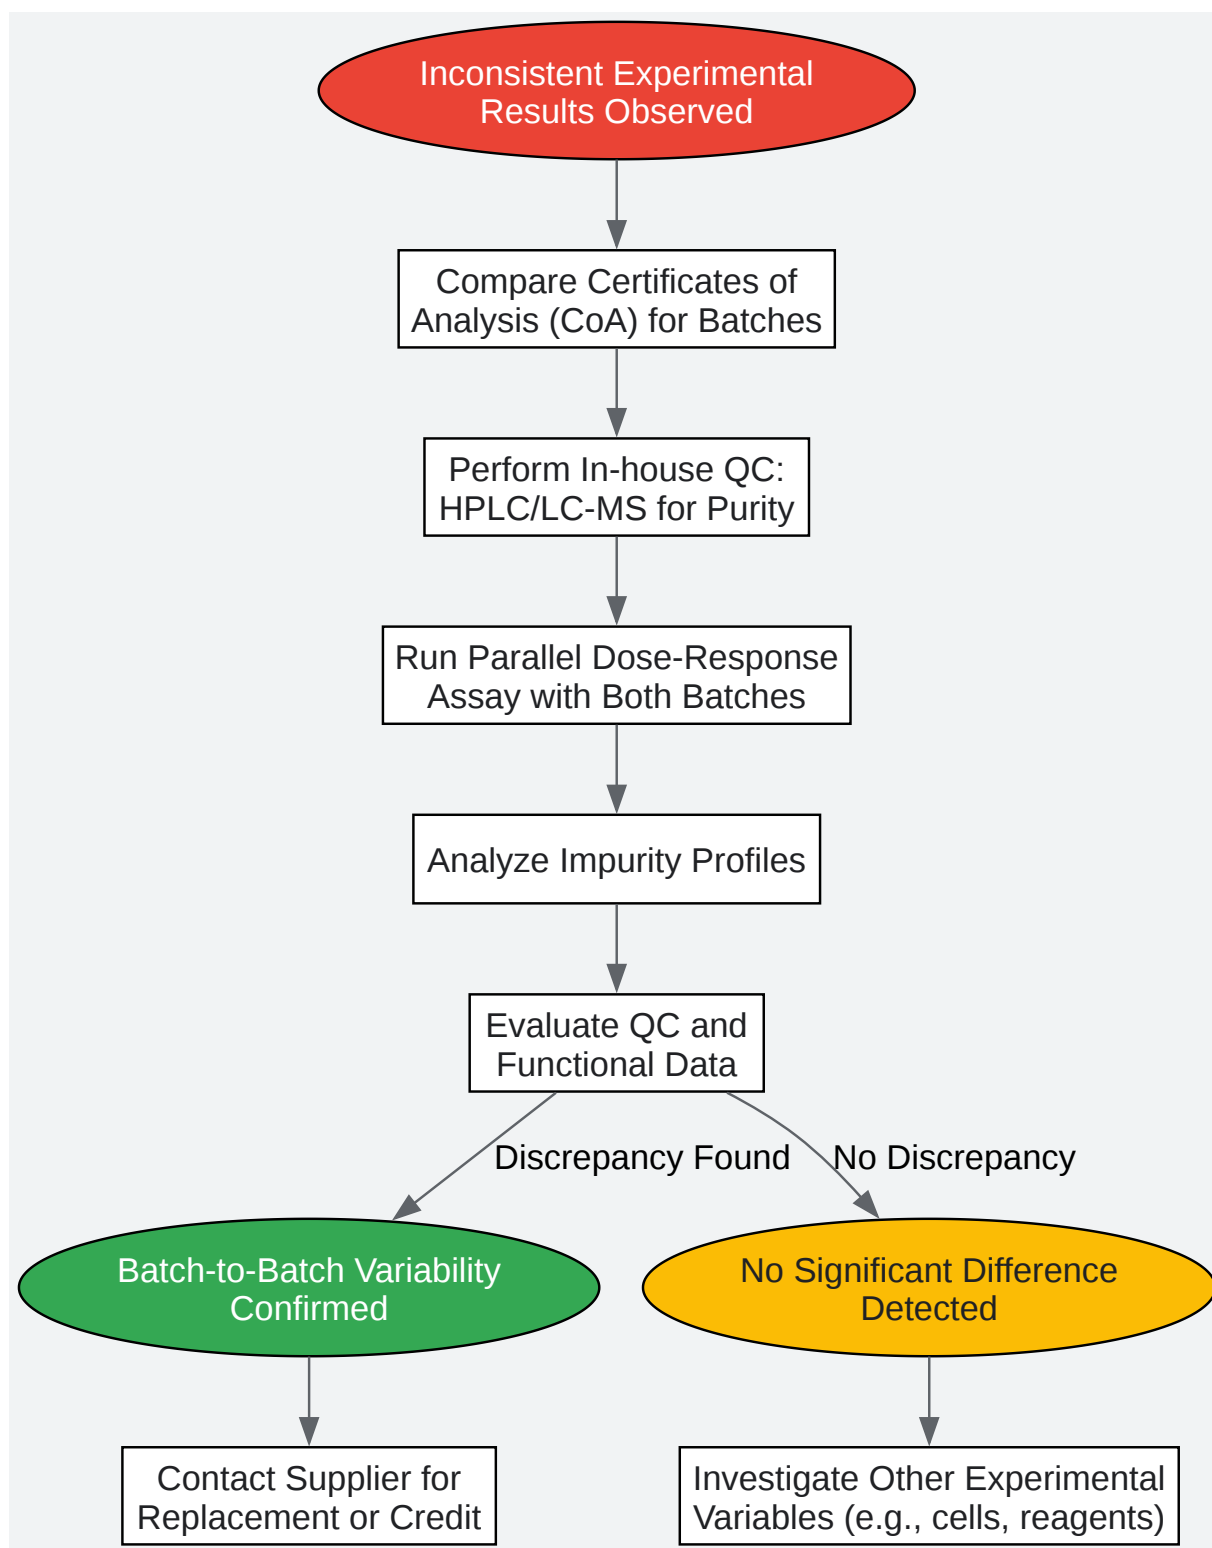 Inconsistent Experimental
Results Observed
Compare Certificates of
Analysis (CoA) for Batches
Perform In-house QC:
HPLC/LC-MS for Purity
Run Parallel Dose-Response
Assay with Both Batches
Analyze Impurity Profiles
Evaluate QC and
Functional Data
Discrepancy Found
No Discrepancy
Batch-to-Batch Variability
Confirmed
No Significant Difference
Detected
Contact Supplier for
Replacement or Credit
Investigate Other Experimental
Variables (e.g., cells, reagents)